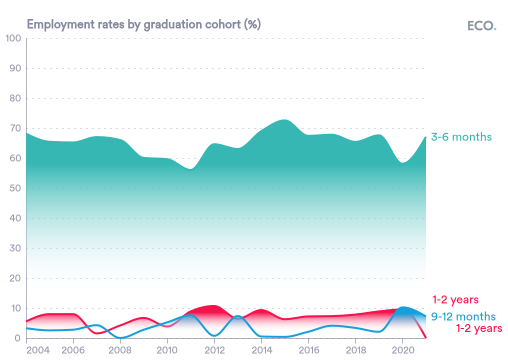 Employment rates by graduation cohort (%)
ECO.
100
90
80
70
60
50
40
30
20
10
0
3-6 months
1-2 years
9-12 months
1-2 years
2004 2006 2008 2010 2012 2014 2016 2018 2020